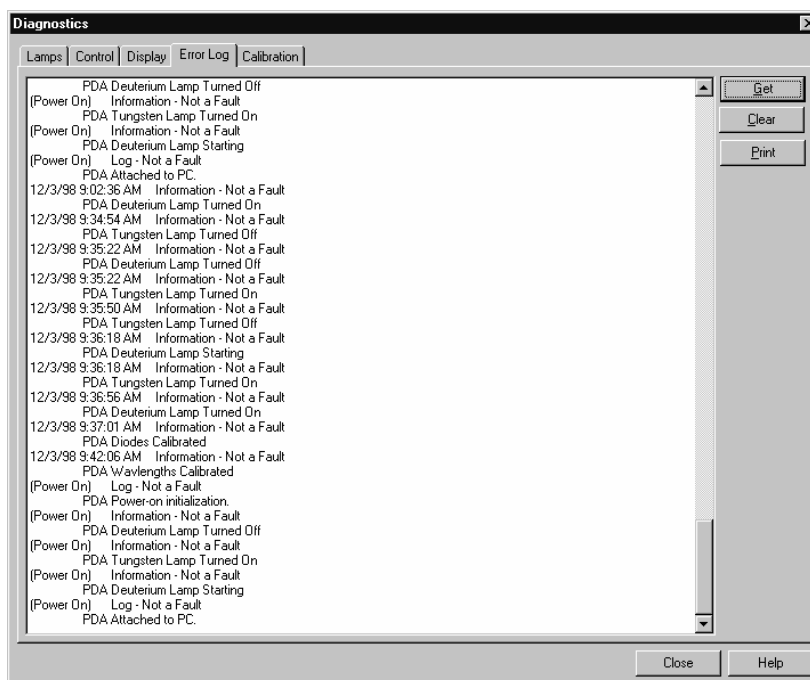 Diagnostics
Lamps Control Display Error Log Calibration
PDA Deuterium Lamp Turned Off
(Power On) Information - Not a Fault
PDA Tungsten Lamp Turned On
(Power On) Information - Not a Fault
PDA Deuterium Lamp Starting
(Power On) Log - Not a Fault
PDA Attached to PC.
12/3/98 9:02:36 AM Information - Not a Fault
PDA Deuterium Lamp Turned On
12/3/98 9:34:54 AM Information - Not a Fault
PDA Tungsten Lamp Turned Off
12/3/98 9:35:22 AM Information - Not a Fault
PDA Deuterium Lamp Turned Off
12/3/98 9:35:22 AM Information - Not a Fault
PDA Tungsten Lamp Turned On
12/3/98 9:35:50 AM Information - Not a Fault
PDA Tungsten Lamp Turned Off
12/3/98 9:36:18 AM Information - Not a Fault
PDA Deuterium Lamp Starting
12/3/98 9:36:18 AM Information - Not a Fault
PDA Tungsten Lamp Turned On
12/3/98 9:36:56 AM Information - Not a Fault
PDA Deuterium Lamp Turned On
12/3/98 9:37:01 AM Information - Not a Fault
PDA Diodes Calibrated
12/3/98 9:42:06 AM Information - Not a Fault
PDA Wavlengths Calibrated
(Power On) Log - Not a Fault
PDA Power-on initialization.
(Power On) Information - Not a Fault
PDA Deuterium Lamp Turned Off
(Power On) Information - Not a Fault
PDA Tungsten Lamp Turned On
(Power On) Information - Not a Fault
PDA Deuterium Lamp Starting
(Power On) Log - Not a Fault
PDA Attached to PC.
Get
Clear
Print
Close Help